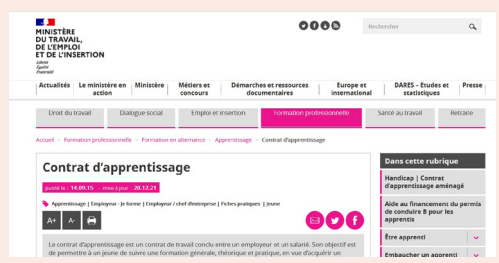 MINISTÈRE
DU TRAVAIL,
DE L'EMPLOI
ET DE L'INSERTION
Liberté
Égalité
Fraternité
Rechercher
Actualités
Le ministère en action
Ministère
Métiers et concours
Démarches et ressources documentaires
Europe et international
DARES – Etudes et statistiques
Presse
Droit du travail
Dialogue social
Emploi et insertion
Formation professionnelle
Santé au travail
Retraite
Accueil > Formation professionnelle > Formation en alternance > Apprentissage > Contrat d'apprentissage
Contrat d'apprentissage
publié le : 14.09.15 - mise à jour : 20.12.21
Apprentissage | Employeur - Je forme | Employeur / chef d'entreprise | Fiches pratiques | Jeune
A+ A-
Le contrat d'apprentissage est un contrat de travail conclu entre un employeur et un salarié. Son objectif est
de permettre à un jeune de suivre une formation générale, théorique et pratique, en vue d'acquérir un
Dans cette rubrique
Handicap | Contrat
d'apprentissage aménagé
Aide au financement du permis
de conduire B pour les
apprentis
Être apprenti
Embaucher un apprenti